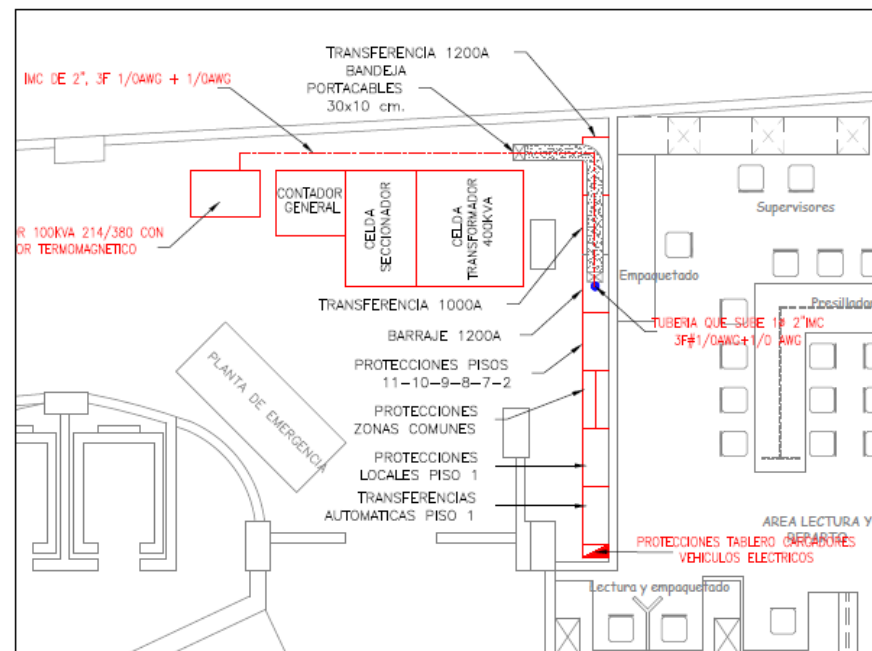 TRANSFERENCIA 1200A
BANDEJA
PORTACABLES
30x10 cm.
IMC DE 2", 3F 1/0AWG + 1/0AWG
CONTADOR
GENERAL
CELDA
SECCIONADOR
CELDA
TRANSFORMADOR
400KVA
R 100KVA 214/380 CON
OR TERMOMAGNETICO
Supervisores
Empaquetado
Presillado
TRANSFERENCIA 1000A
TUBERIA QUE SUBE 1Ø 2"IMC
3F#1/0AWG+1/0 AWG
BARRAJE 1200A
PROTECCIONES PISOS
11-10-9-8-7-2
PLANTA DE EMERGENCIA
PROTECCIONES
ZONAS COMUNES
PROTECCIONES
LOCALES PISO 1
TRANSFERENCIAS
AUTOMATICAS PISO 1
AREA LECTURA Y
REPARTO
PROTECCIONES TABLERO CARGADORES
VEHICULOS ELECTRICOS
Lectura y empaquetado